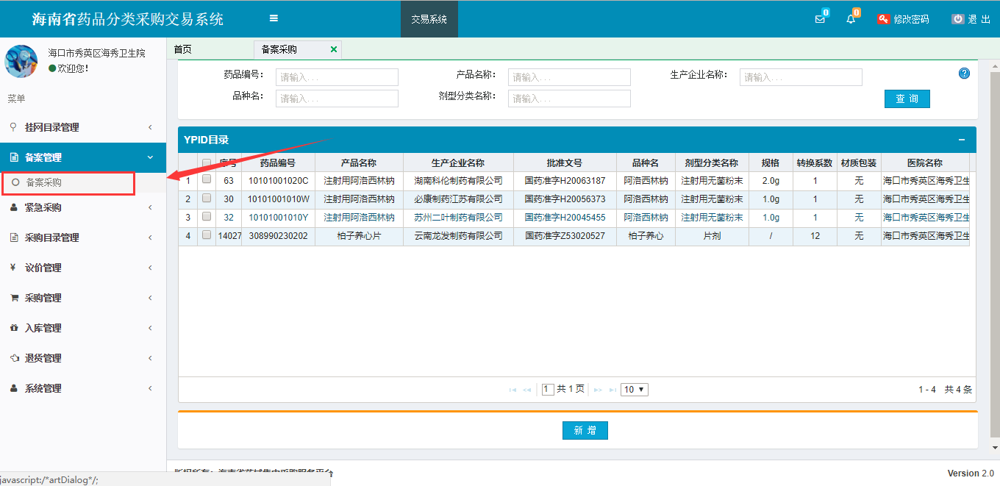 海南省药品分类采购交易系统
交易系统
0
0
修改密码
退 出
海口市秀英区海秀卫生院
欢迎您!
菜单
挂网目录管理
备案管理
备案采购
紧急采购
采购目录管理
议价管理
采购管理
入库管理
退货管理
系统管理
首页
备案采购
药品编号: 请输入...
产品名称: 请输入...
生产企业名称: 请输入...
品种名: 请输入...
剂型分类名称: 请输入...
查 询
YPID目录
序号 药品编号 产品名称 生产企业名称 批准文号 品种名 剂型分类名称 规格 转换系数 材质包装 医院名称
1 63 10101001020C 注射用阿洛西林钠 湖南科伦制药有限公司 国药准字H20063187 阿洛西林钠 注射用无菌粉末 2.0g 1 无 海口市秀英区海秀卫生
2 30 10101001010W 注射用阿洛西林钠 必康制药江苏有限公司 国药准字H20056373 阿洛西林钠 注射用无菌粉末 1.0g 1 无 海口市秀英区海秀卫生
3 32 10101001010Y 注射用阿洛西林钠 苏州二叶制药有限公司 国药准字H20045455 阿洛西林钠 注射用无菌粉末 1.0g 1 无 海口市秀英区海秀卫生
4 14027 308990230202 柏子养心片 云南龙发制药有限公司 国药准字Z53020527 柏子养心 片剂 / 12 无 海口市秀英区海秀卫生
1 共 1 页 10
1 - 4 共 4 条
新 增
版权所有: 海南省药械集中采购服务平台
Version 2.0
javascript:/*artDialog*/;